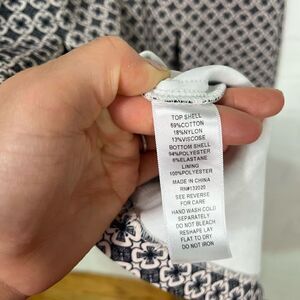 TOP SHELL
59%COTTON
18%NYLON
13%VISCOSE
BOTTOM SHELL
94%POLYESTER
6%ELASTANE
LINING
100%POLYESTER
MADE IN CHINA
RN#132020
SEE REVERSE
FOR CARE
HAND WASH COLD
SEPARATELY
DO NOT BLEACH
RESHAPE LAY
FLAT TO DRY
DO NOT IRON